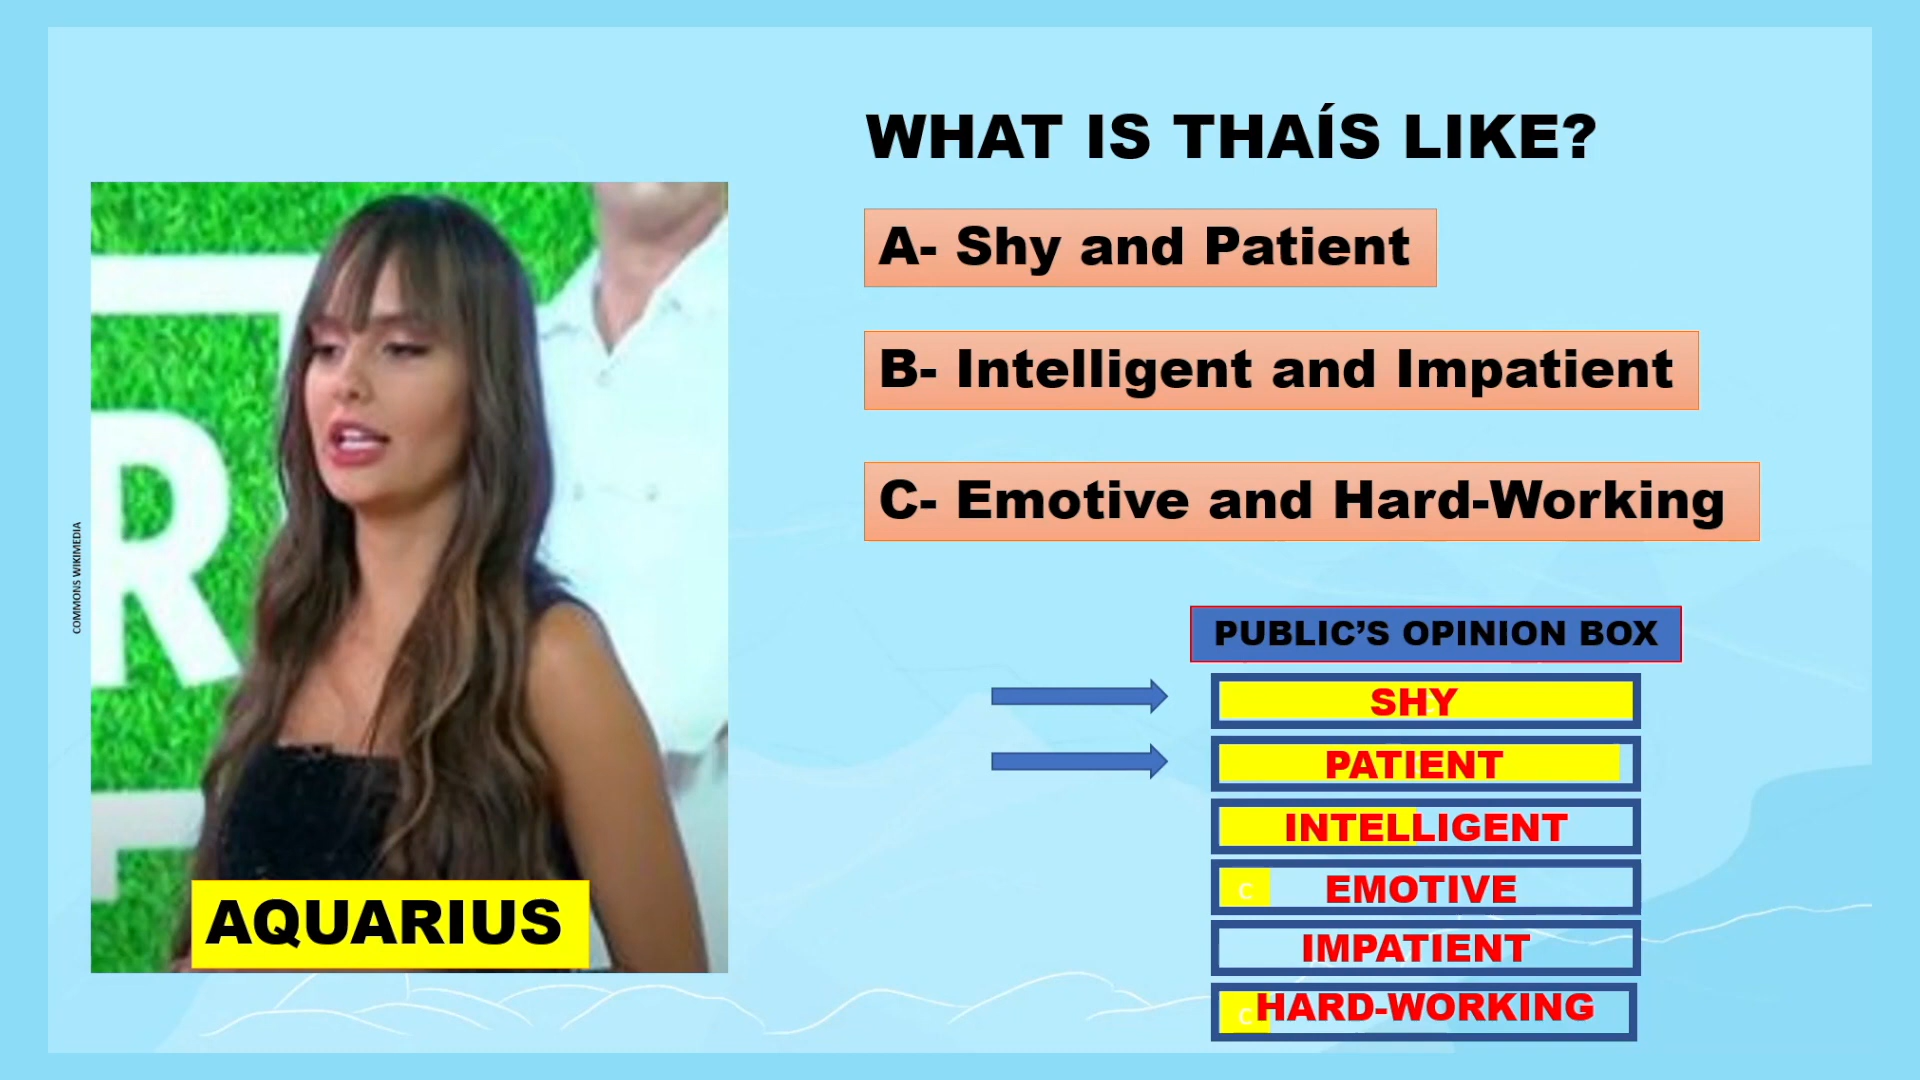 WHAT IS THAÍS LIKE?
A- Shy and Patient
B- Intelligent and Impatient
C- Emotive and Hard-Working
R
COMMONS WIKIMEDIA
AQUARIUS
PUBLIC’S OPINION BOX
SHY
PATIENT
INTELLIGENT
C EMOTIVE
IMPATIENT
C HARD-WORKING